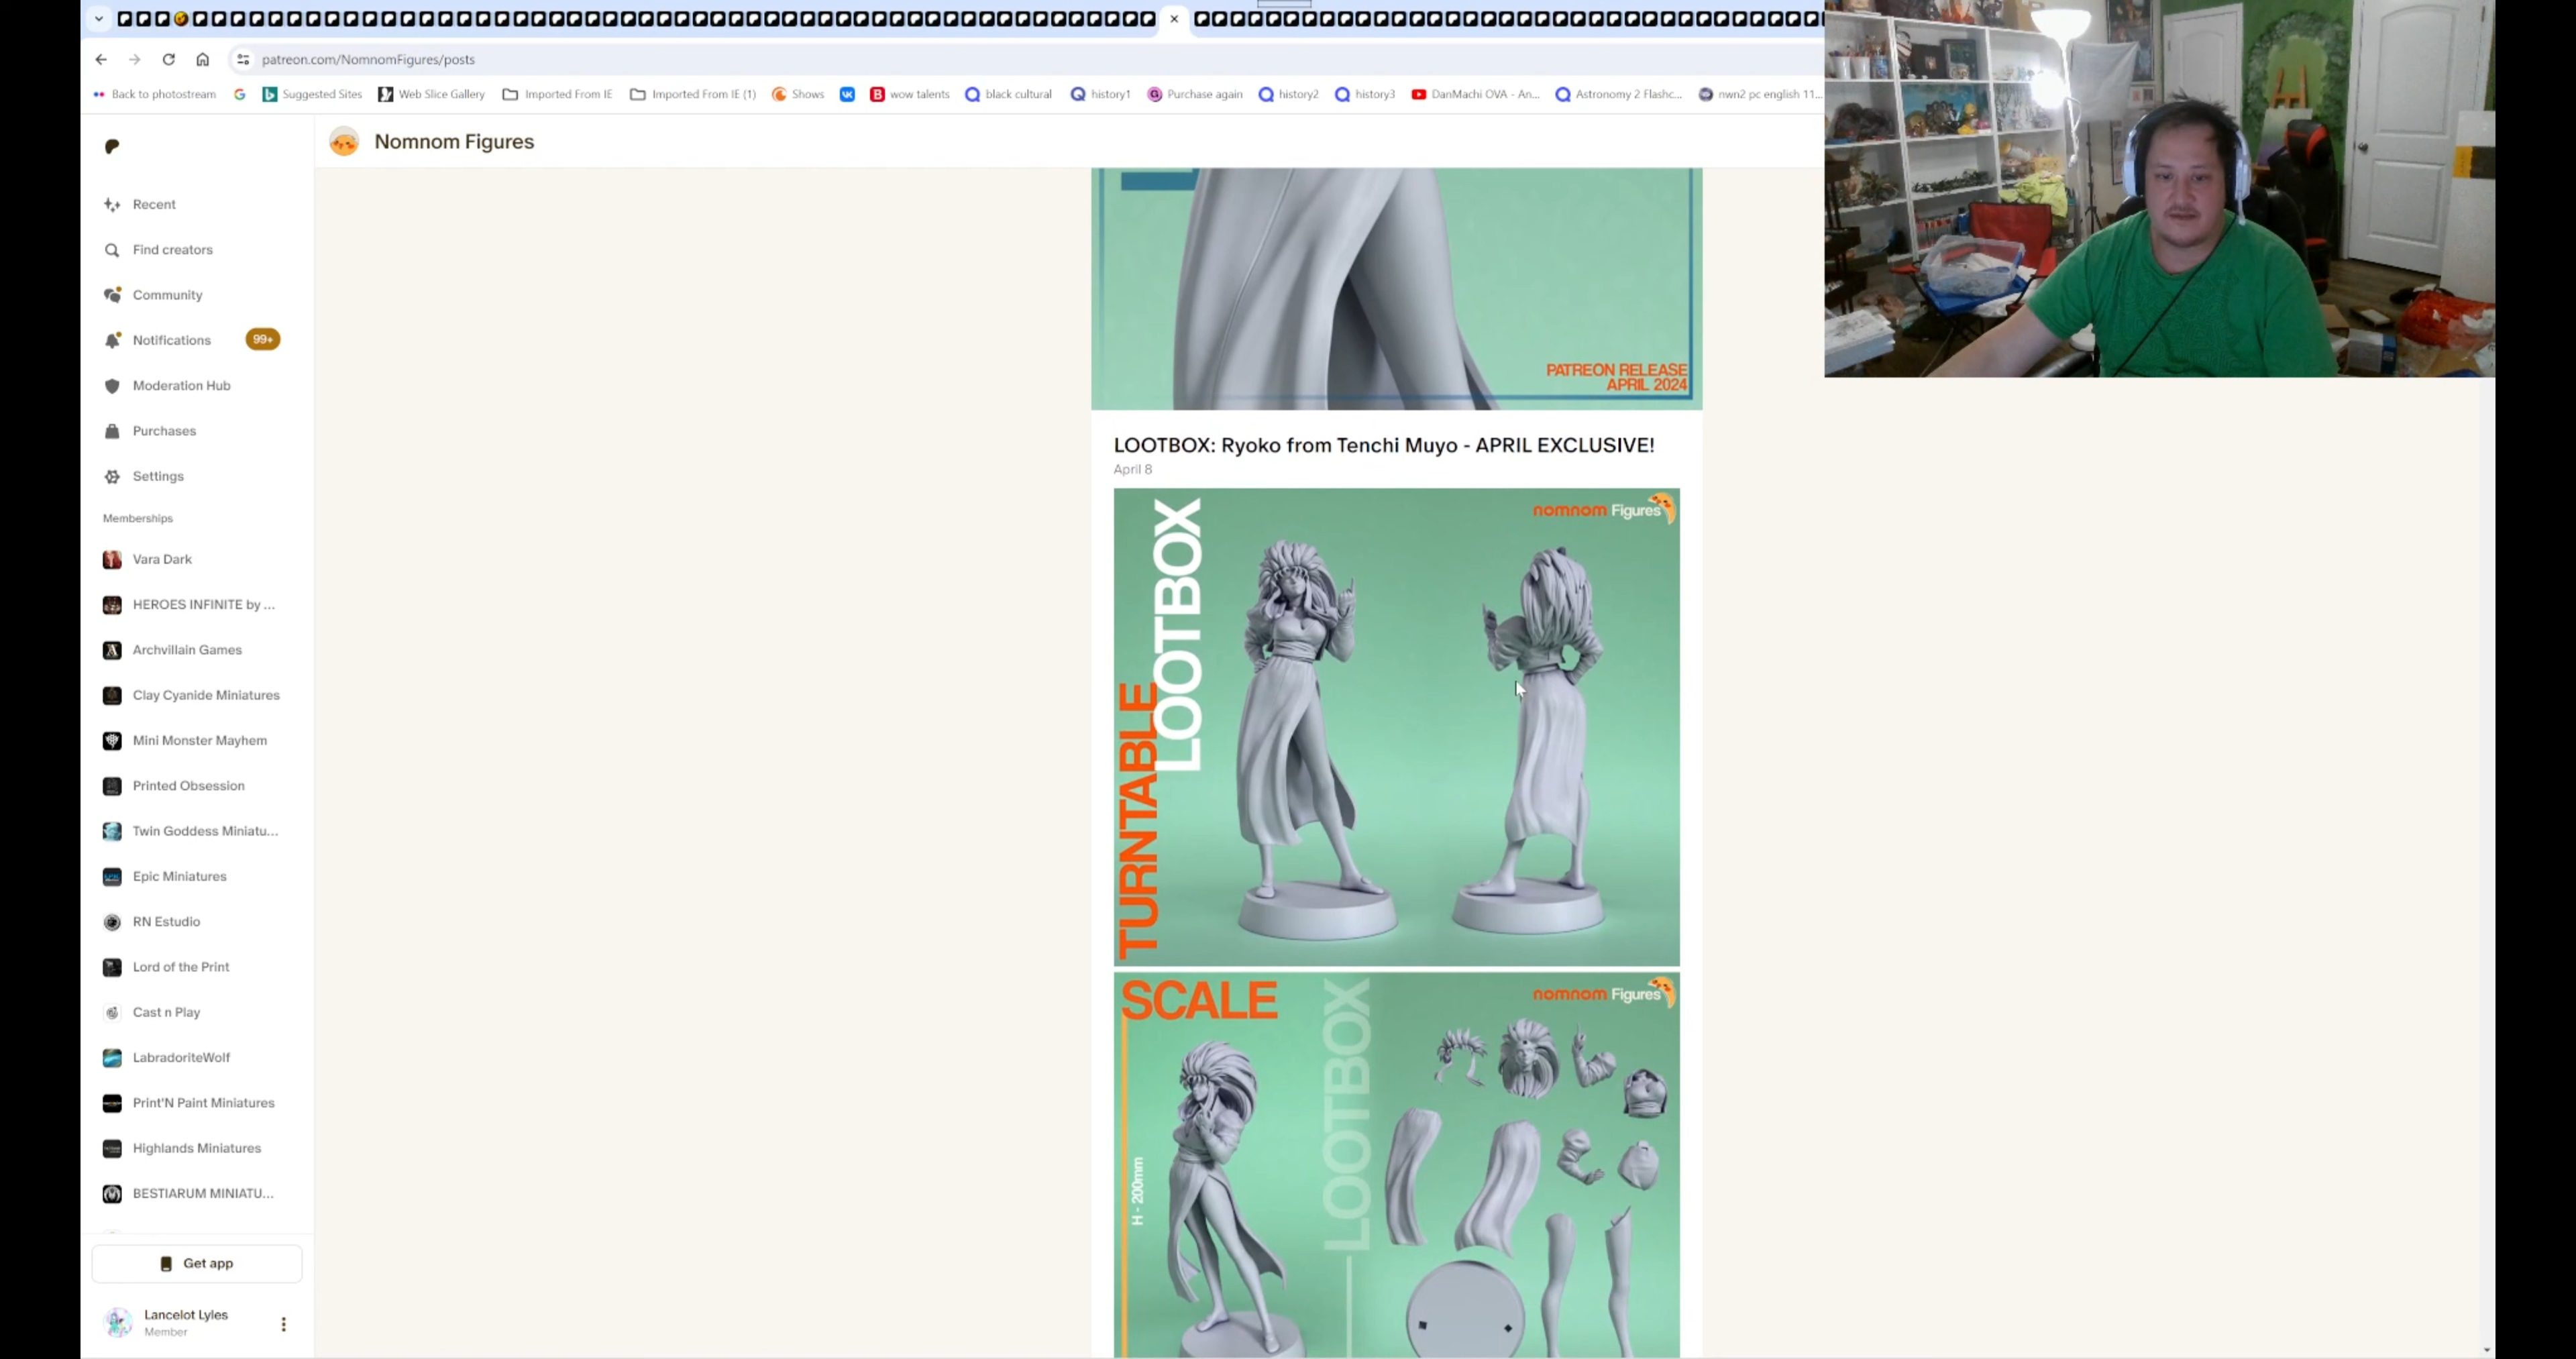 patreon.com/NomnomFigures/posts
Back to photostream
Suggested Sites
Web Slice Gallery
Imported From IE
Imported From IE (1)
Shows
wow talents
black cultural
history1
Purchase again
history2
history3
DanMachi OVA - An...
Astronomy 2 Flashc...
nwn2 pc english 11...
Nomnom Figures
Recent
Find creators
Community
Notifications
99+
Moderation Hub
Purchases
Settings
Memberships
Vara Dark
HEROES INFINITE by ...
Archvillain Games
Clay Cyanide Miniatures
Mini Monster Mayhem
Printed Obsession
Twin Goddess Miniatu...
Epic Miniatures
RN Estudio
Lord of the Print
Cast n Play
LabradoriteWolf
Print'N Paint Miniatures
Highlands Miniatures
BESTIARUM MINIATU...
Get app
Lancelot Lyles
Member
PATREON RELEASE
APRIL 2024
LOOTBOX: Ryoko from Tenchi Muyo - APRIL EXCLUSIVE!
April 8
nomnom Figures
LOOTBOX
TURNTABLE
SCALE
nomnom Figures
LOOTBOX
H - 200mm